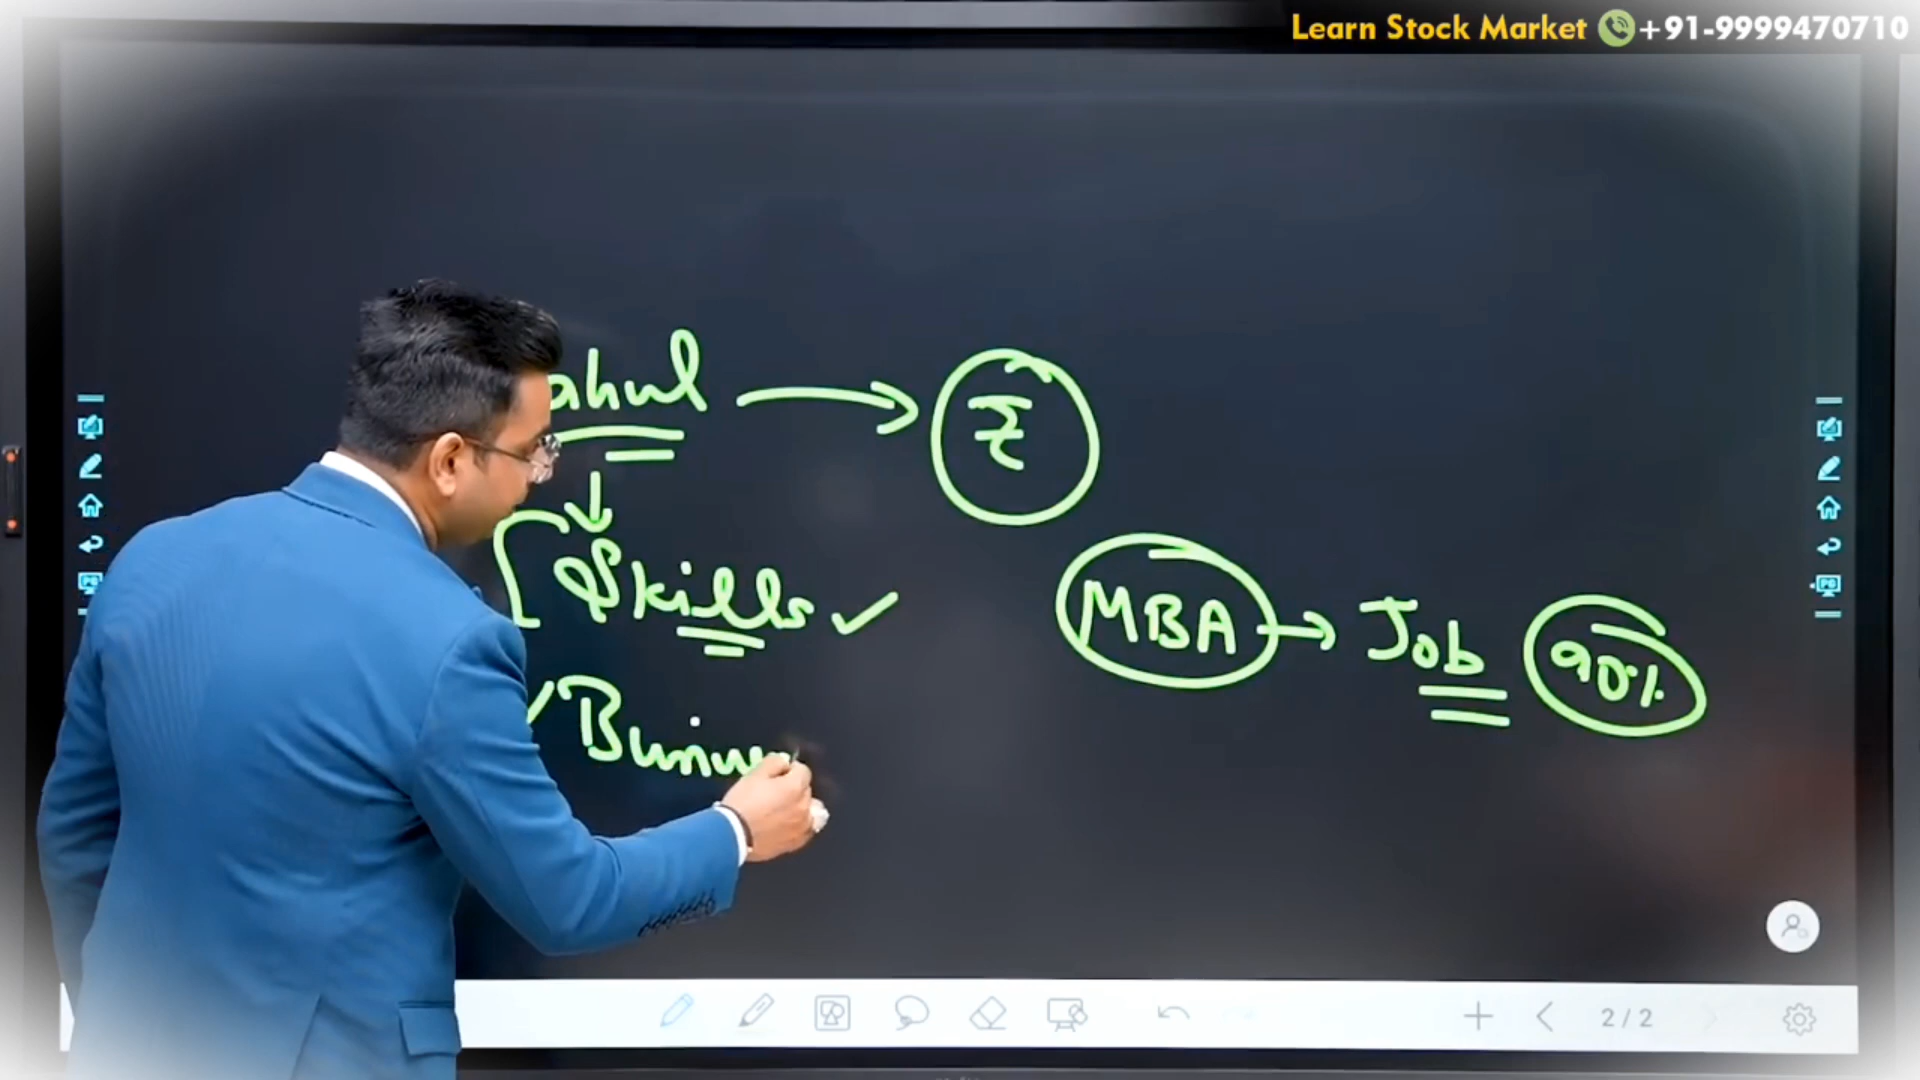 Learn Stock Market +91-9999470710
ahul → ₹
Skills ✓
MBA → Job 90%
2/2